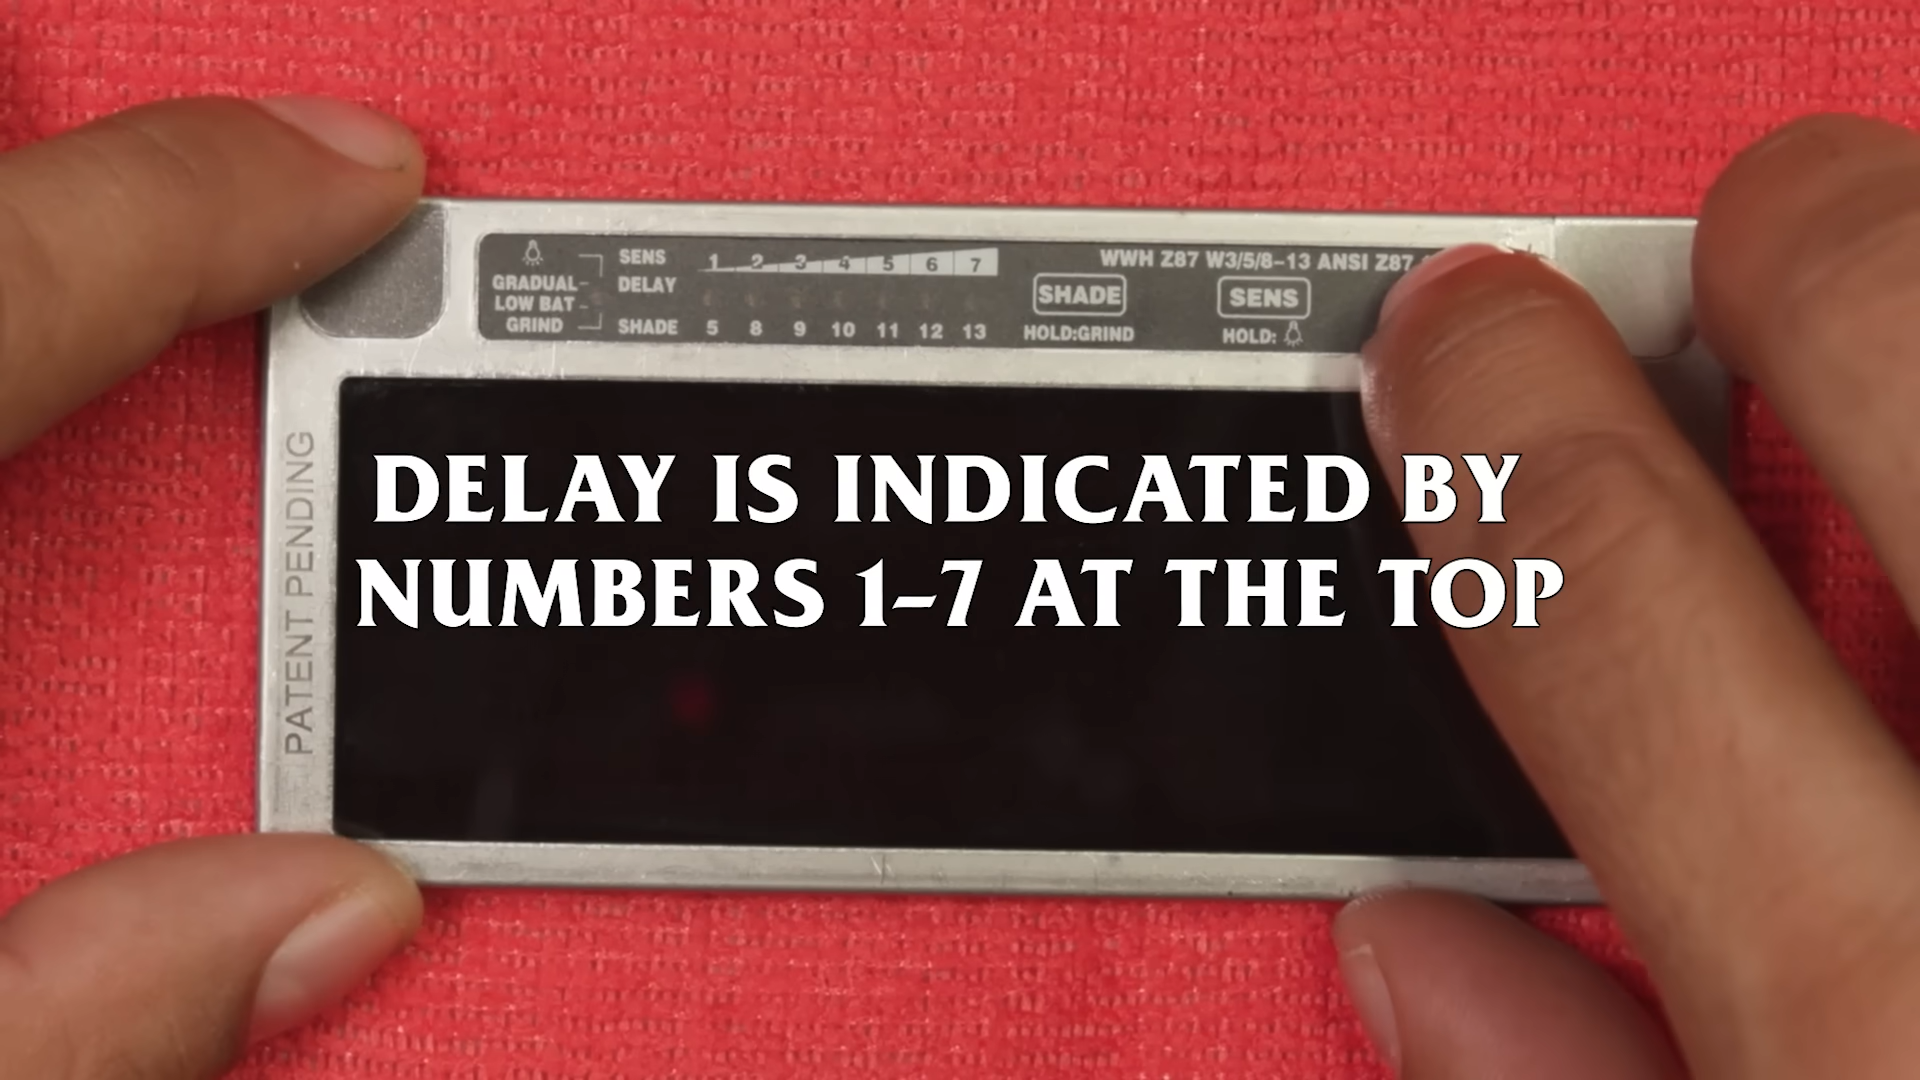 SENS 1 2 3 4 5 6 7
GRADUAL DELAY
LOW BAT
GRIND SHADE 5 8 9 10 11 12 13
WWH Z87 W3/5/8-13 ANSI Z87
SHADE SENS
HOLD:GRIND HOLD:
PATENT PENDING
DELAY IS INDICATED BY
NUMBERS 1-7 AT THE TOP